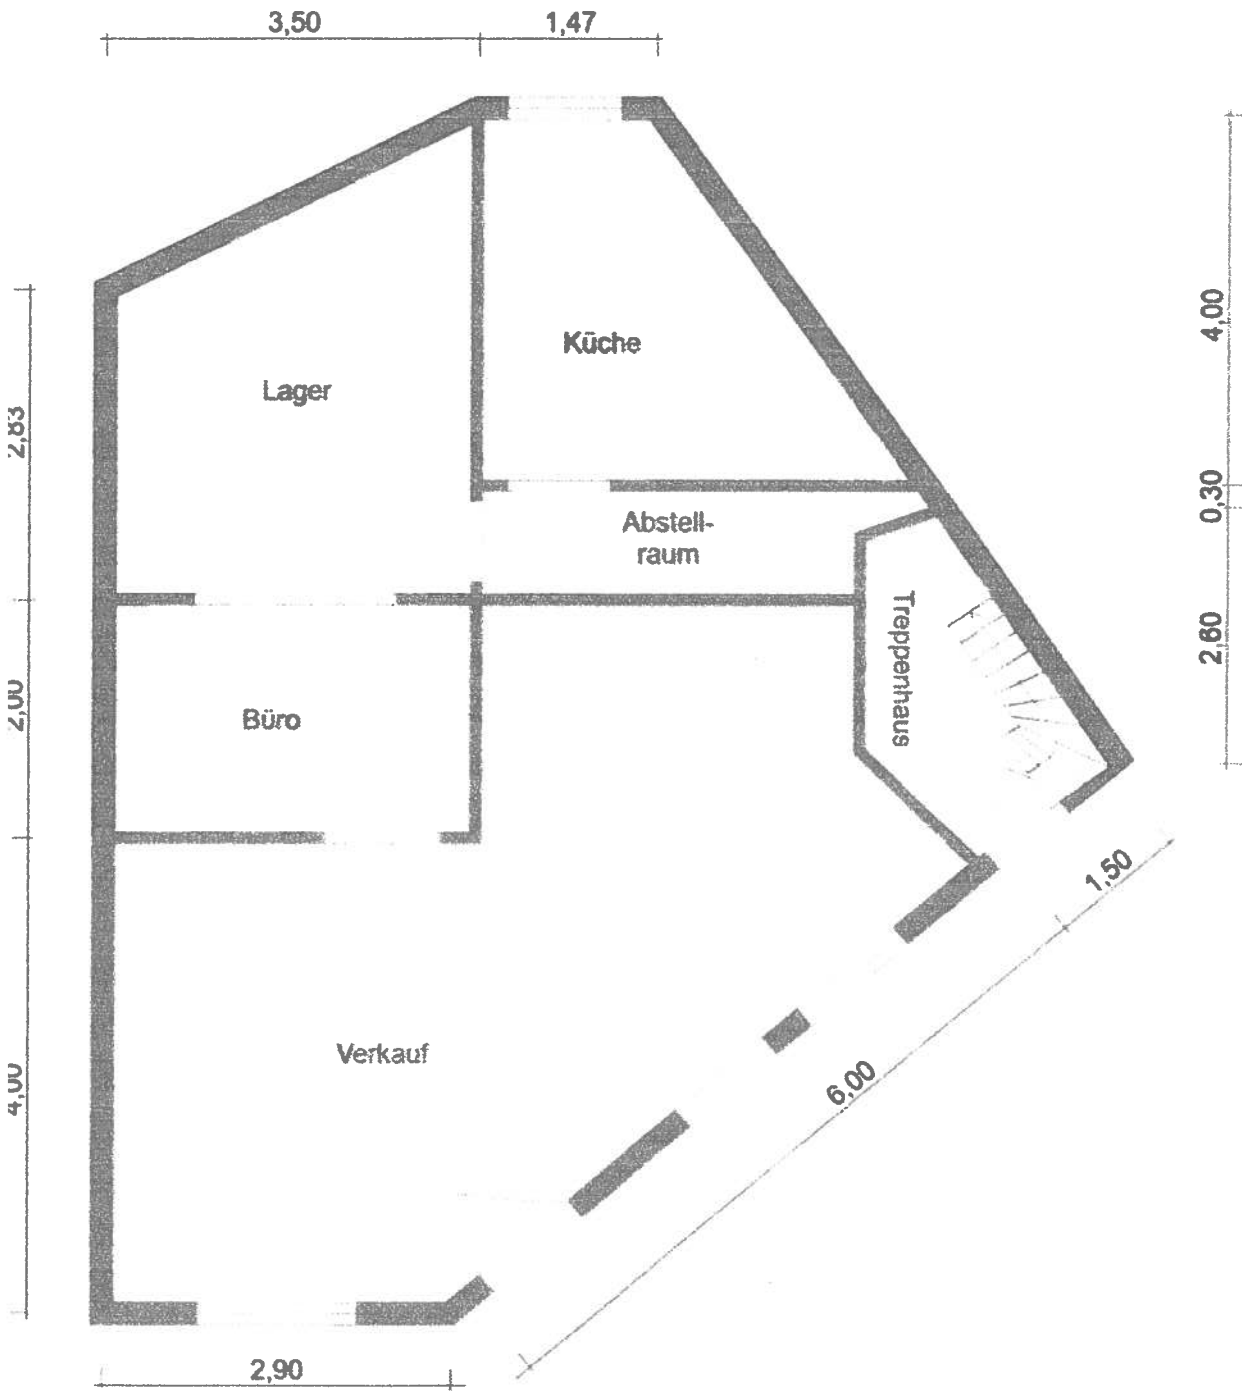 3,50
1,47
Küche
4,00
Lager
2,83
0,30
Abstell-
raum
Treppenhaus
2,60
Büro
2,00
1,50
Verkauf
6,00
4,00
2,90